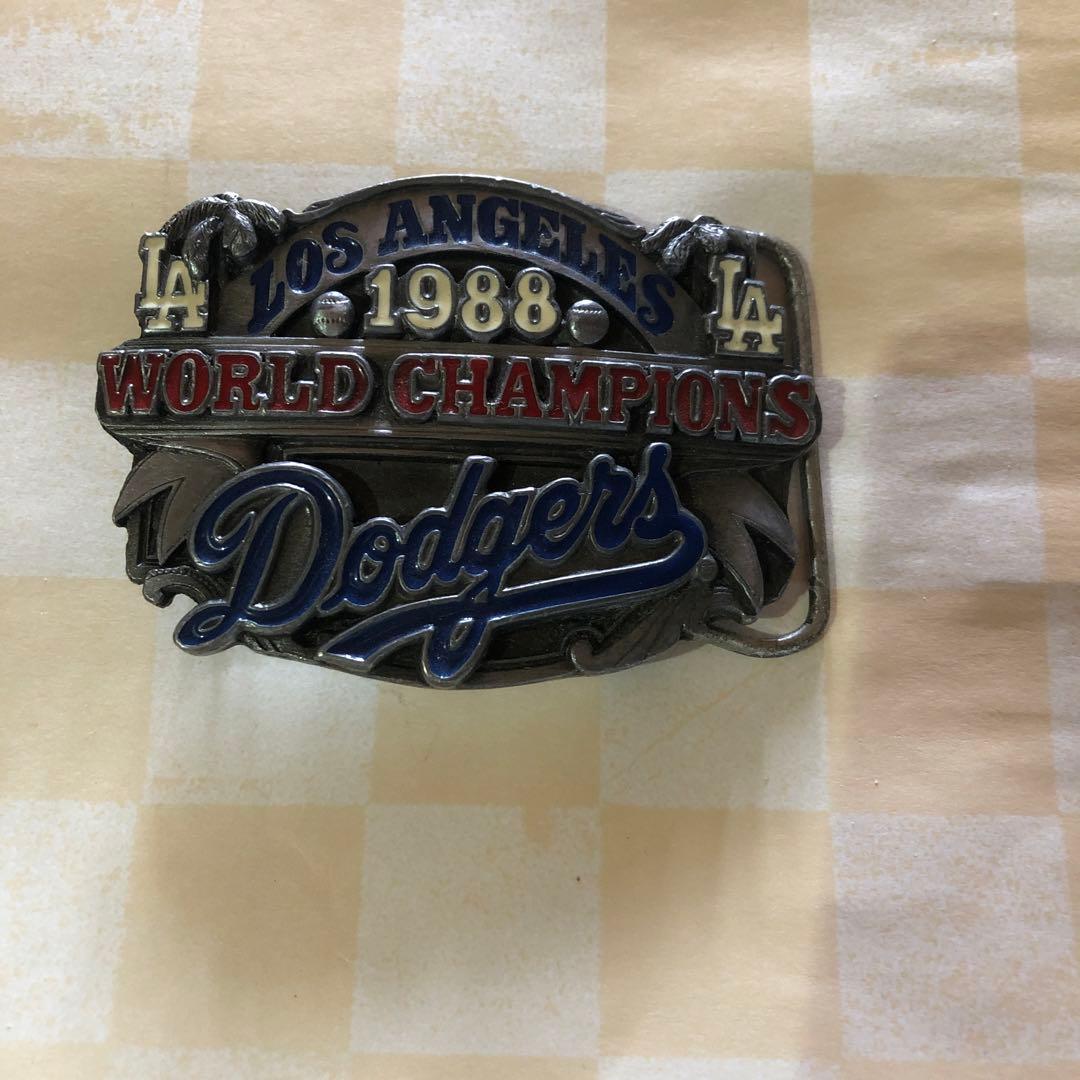 LOS ANGELES
LA 1988 LA
WORLD CHAMPIONS
Dodgers